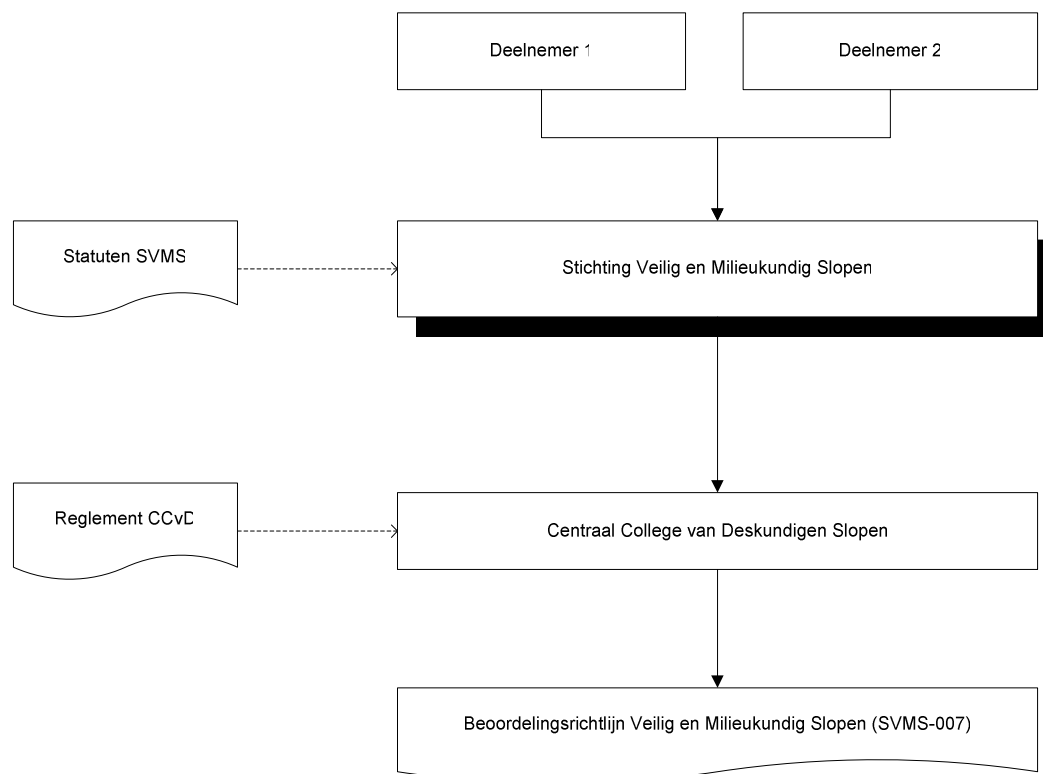 Deelnemer 1
Deelnemer 2
Statuten SVMS
Stichting Veilig en Milieukundig Slopen
Reglement CCvD
Centraal College van Deskundigen Slopen
Beoordelingsrichtlijn Veilig en Milieukundig Slopen (SVMS-007)